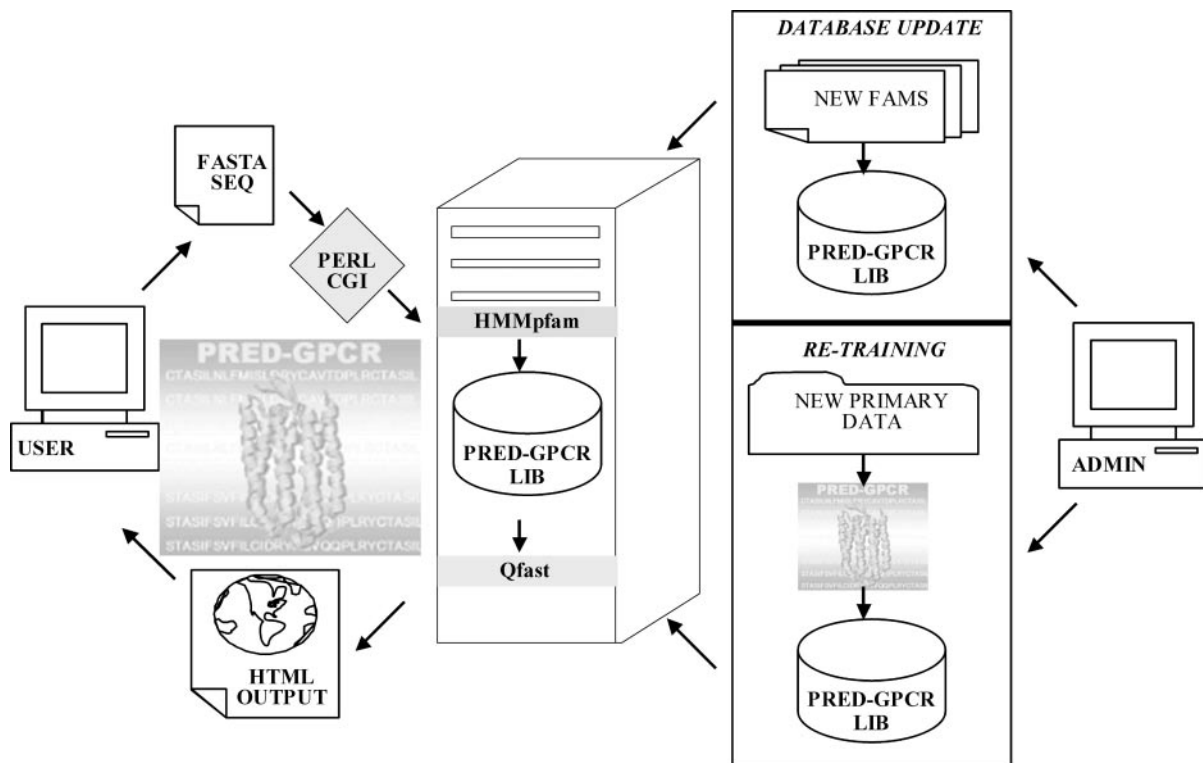 DATABASE UPDATE
NEW FAMS
PRED-GPCR
LIB
FASTA
SEQ
PERL
CGI
HMMpfam
PRED-GPCR
LIB
Qfast
USER
PRED-GPCR
HTML
OUTPUT
RE-TRAINING
NEW PRIMARY
DATA
PRED-GPCR
PRED-GPCR
LIB
ADMIN